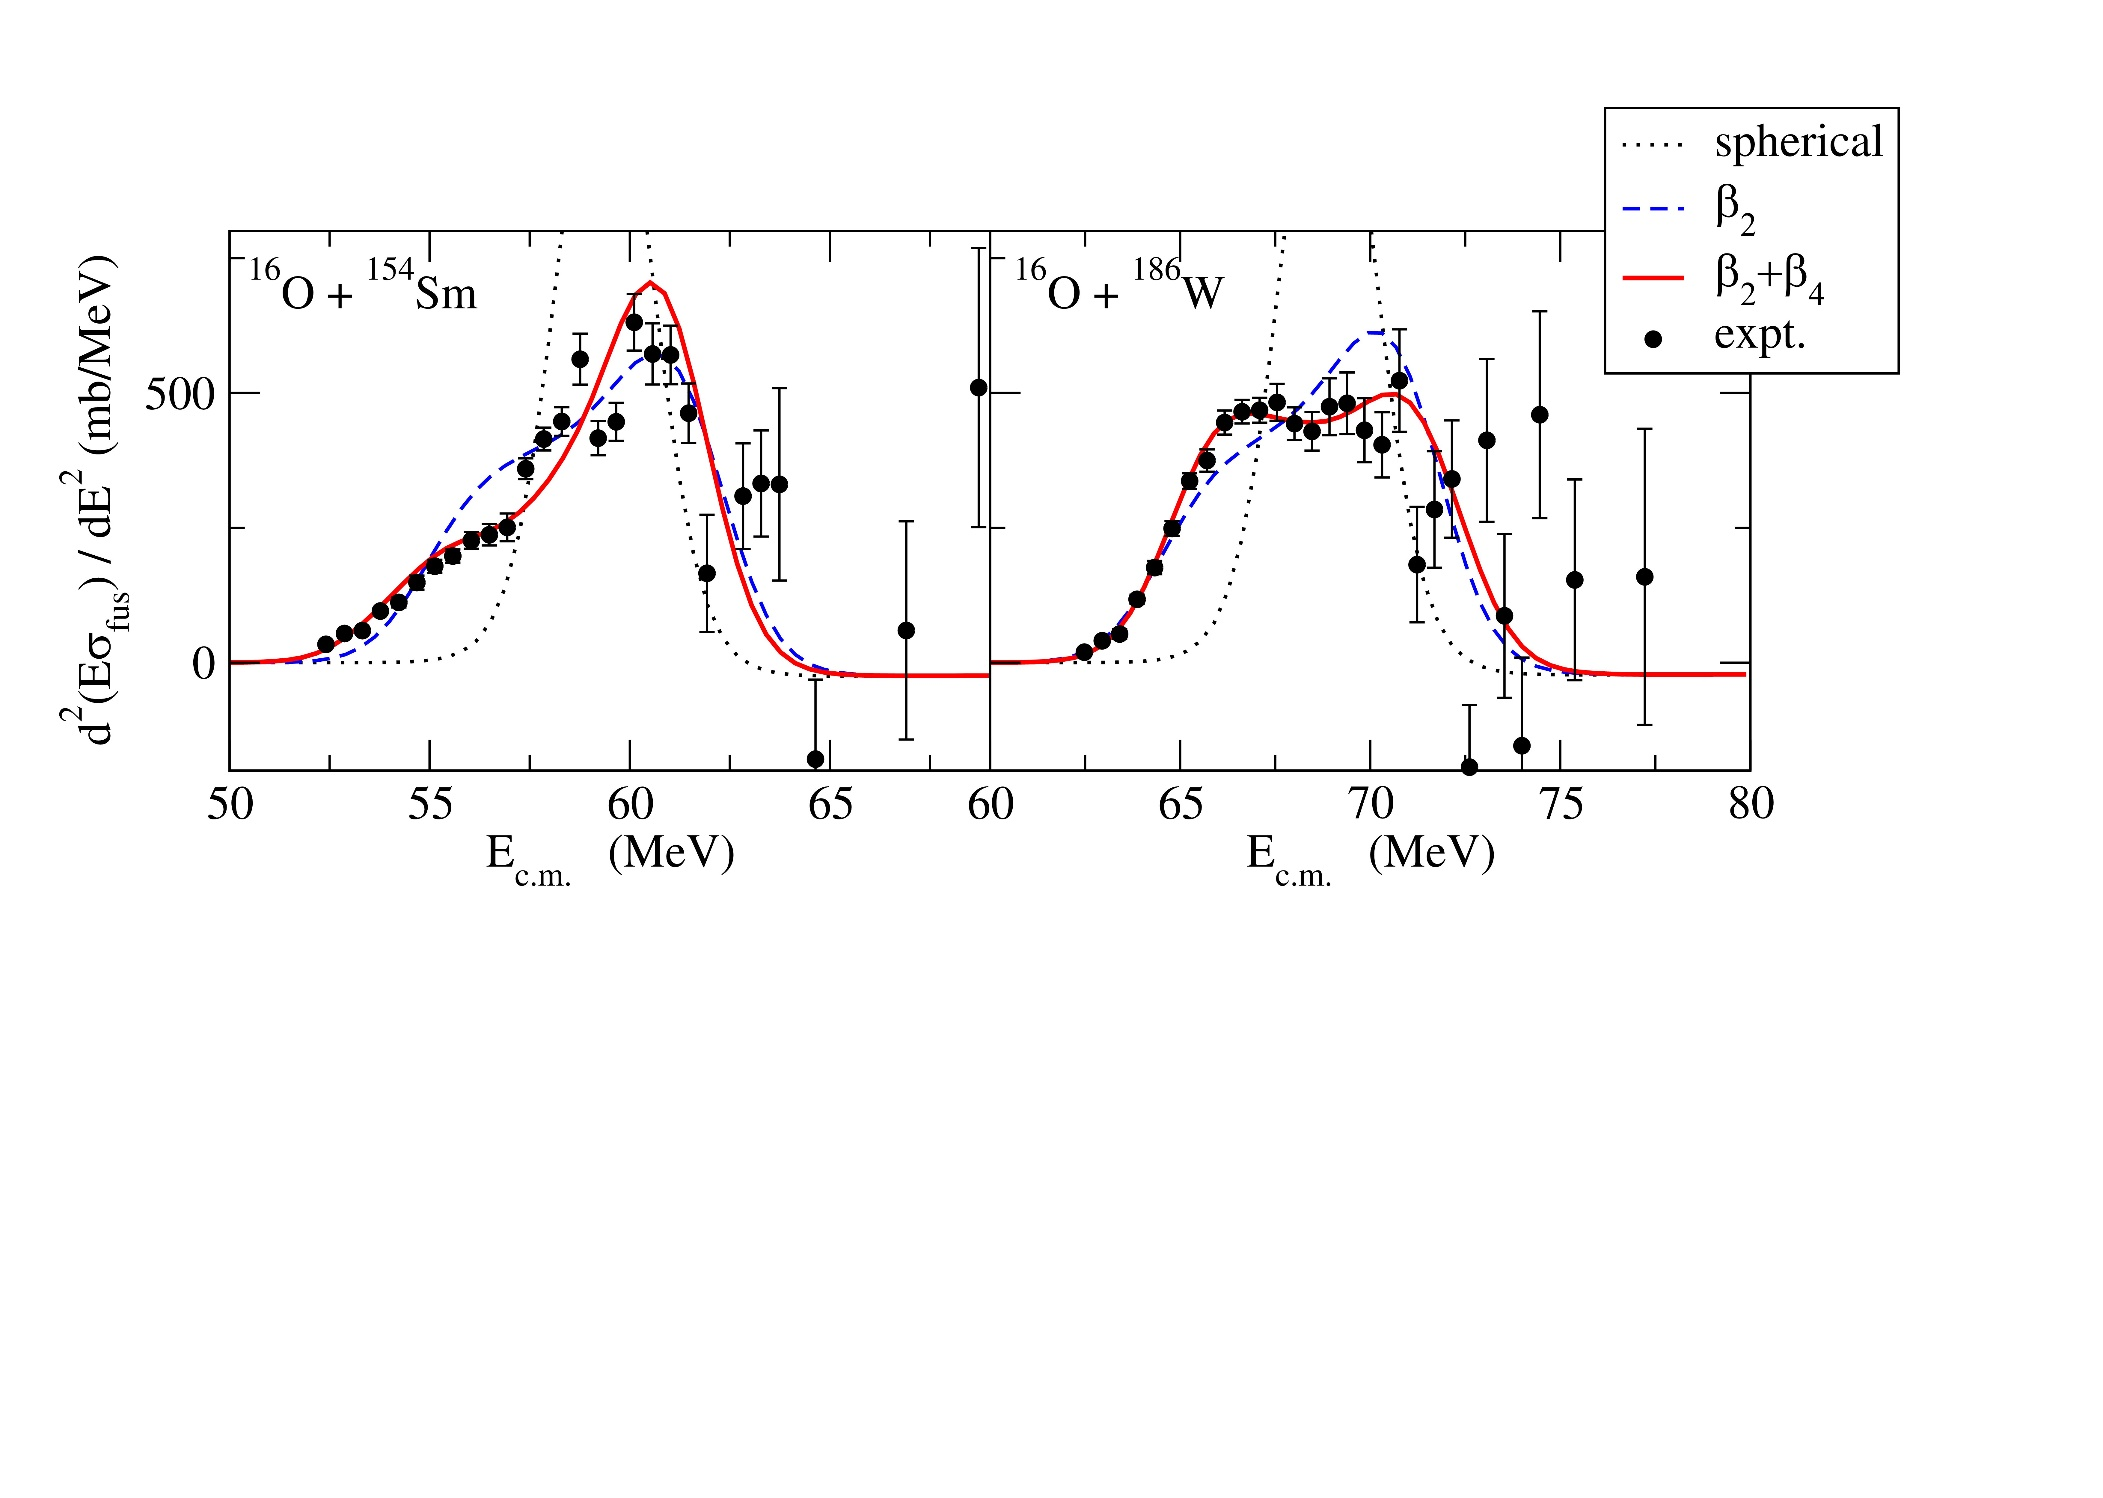 spherical
β2
β2+β4
expt.
16O + 154Sm
16O + 186W
d2(Eσfus) / dE2 (mb/MeV)
500
0
50 55 60 65 60 65 70 75 80
Ec.m. (MeV) Ec.m. (MeV)